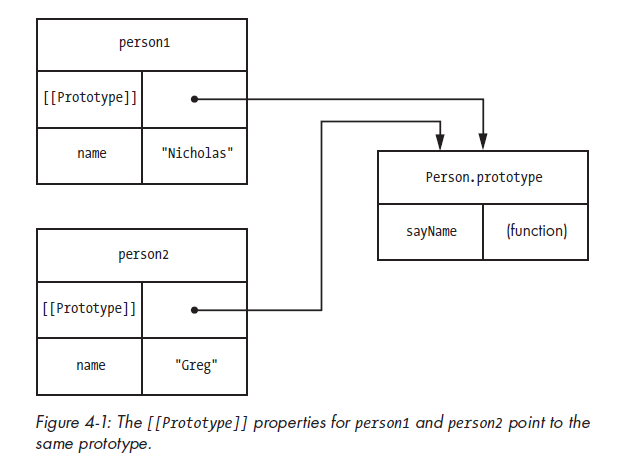 person1
[[Prototype]]
name "Nicholas"
Person.prototype
sayName (function)
person2
[[Prototype]]
name "Greg"
Figure 4-1: The [[Prototype]] properties for person1 and person2 point to the
same prototype.